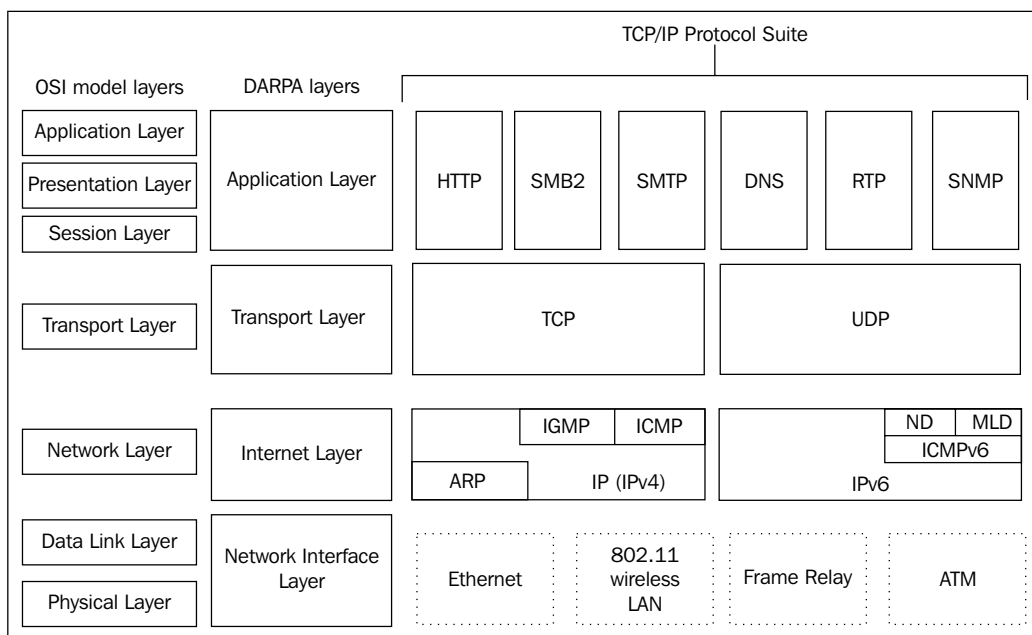 TCP/IP Protocol Suite
OSI model layers
DARPA layers
Application Layer
Presentation Layer
Session Layer
Application Layer
HTTP
SMB2
SMTP
DNS
RTP
SNMP
Transport Layer
Transport Layer
TCP
UDP
Network Layer
Internet Layer
IGMP
ICMP
ARP
IP (IPv4)
ND
MLD
ICMPv6
IPv6
Data Link Layer
Physical Layer
Network Interface
Layer
Ethernet
802.11
wireless
LAN
Frame Relay
ATM